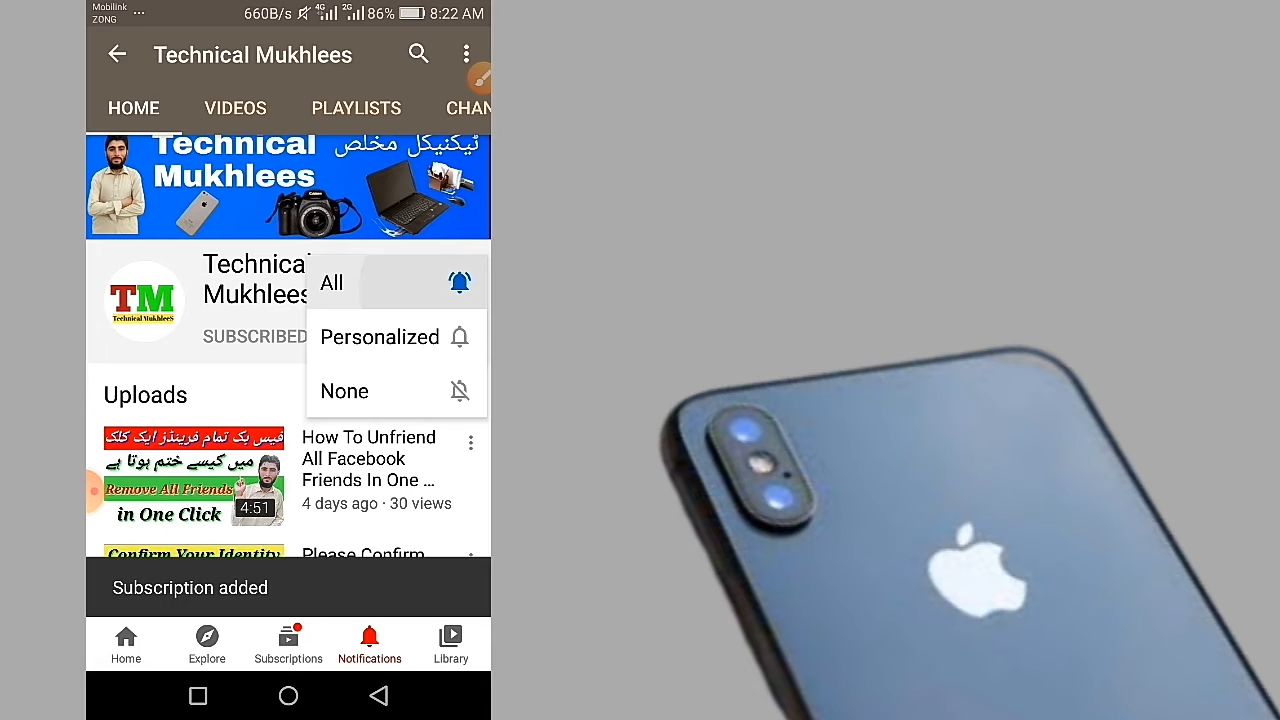 Mobilink
ZONG
660B/s 4G 2G 86% 8:22 AM
Technical Mukhlees
HOME VIDEOS PLAYLISTS CHAN
Technical
Mukhlees
ٹیکنیکل مخلص
Technica
Mukhlees
SUBSCRIBED
TM
Technical Mukhlees
All
Personalized
None
Uploads
فیس بک تمام فرینڈز ایک کلک
میں کیسے ختم ہوتا ہے
Remove All Friends
in One Click
4:51
How To Unfriend
All Facebook
Friends In One ...
4 days ago · 30 views
Confirm Your Identity
Please Confirm
Subscription added
Home Explore Subscriptions Notifications Library